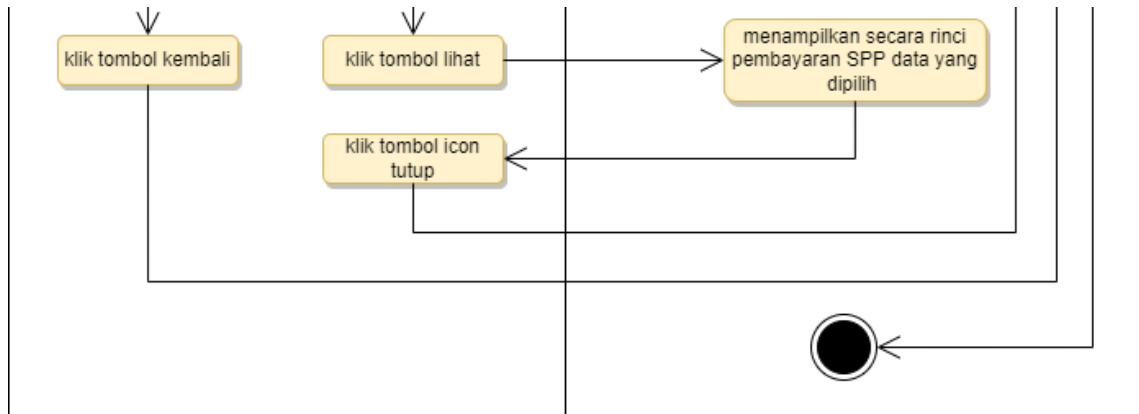 klik tombol kembali
klik tombol lihat
menampilkan secara rinci
pembayaran SPP data yang
dipilih
klik tombol icon
tutup